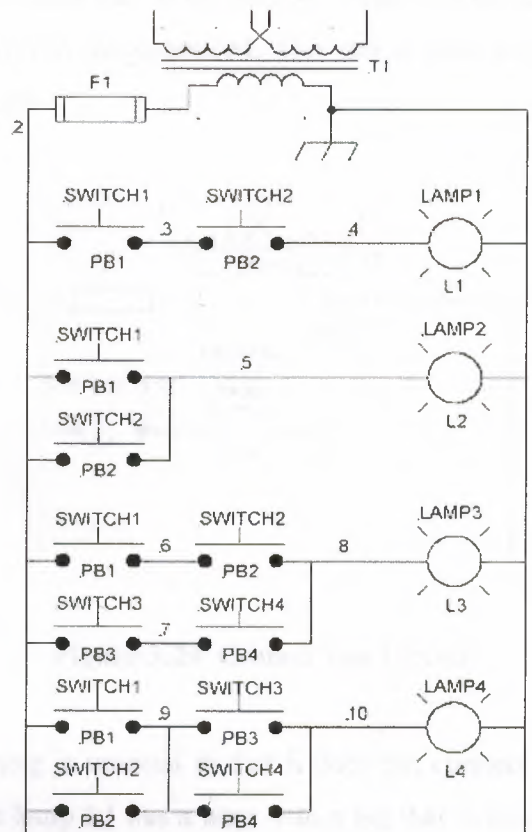 T1
F1
2
SWITCH1 SWITCH2 LAMP1
3 4
PB1 PB2 L1
SWITCH1 LAMP2
5
PB1
SWITCH2 L2
PB2
SWITCH1 SWITCH2 LAMP3
6 8
PB1 PB2
SWITCH3 SWITCH4 L3
7
PB3 PB4
SWITCH1 SWITCH3 LAMP4
9 10
PB1 PB3
SWITCH2 SWITCH4 L4
PB2 PB4